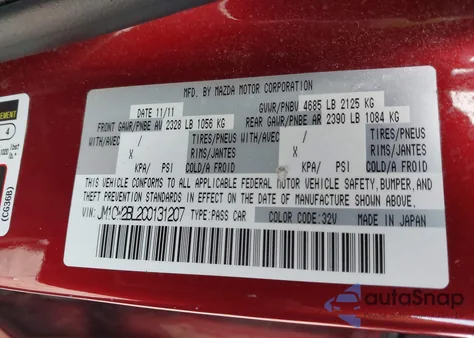 MFD. BY MAZDA MOTOR CORPORATION
DATE 11/11 GVWR/PNBV 4685 LB 2125 KG
FRONT GAWR/PNBE AV 2328 LB 1056 KG REAR GAWR/PNBE AR 2390 LB 1084 KG
WITH/AVEC / TIRES/PNEUS WITH/AVEC / TIRES/PNEUS
X RIMS/JANTES X RIMS/JANTES
KPA/ PSI COLD/A FROID KPA/ PSI COLD/A FROID
THIS VEHICLE CONFORMS TO ALL APPLICABLE FEDERAL MOTOR VEHICLE SAFETY, BUMPER, AND
THEFT PREVENTION STANDARDS IN EFFECT ON THE DATE OF MANUFACTURE SHOWN ABOVE.
VIN: JM1CW2BL2C0131207 TYPE: PASS CAR COLOR CODE: 32V MADE IN JAPAN
EMENT
4
(CG36B)
autoSnap